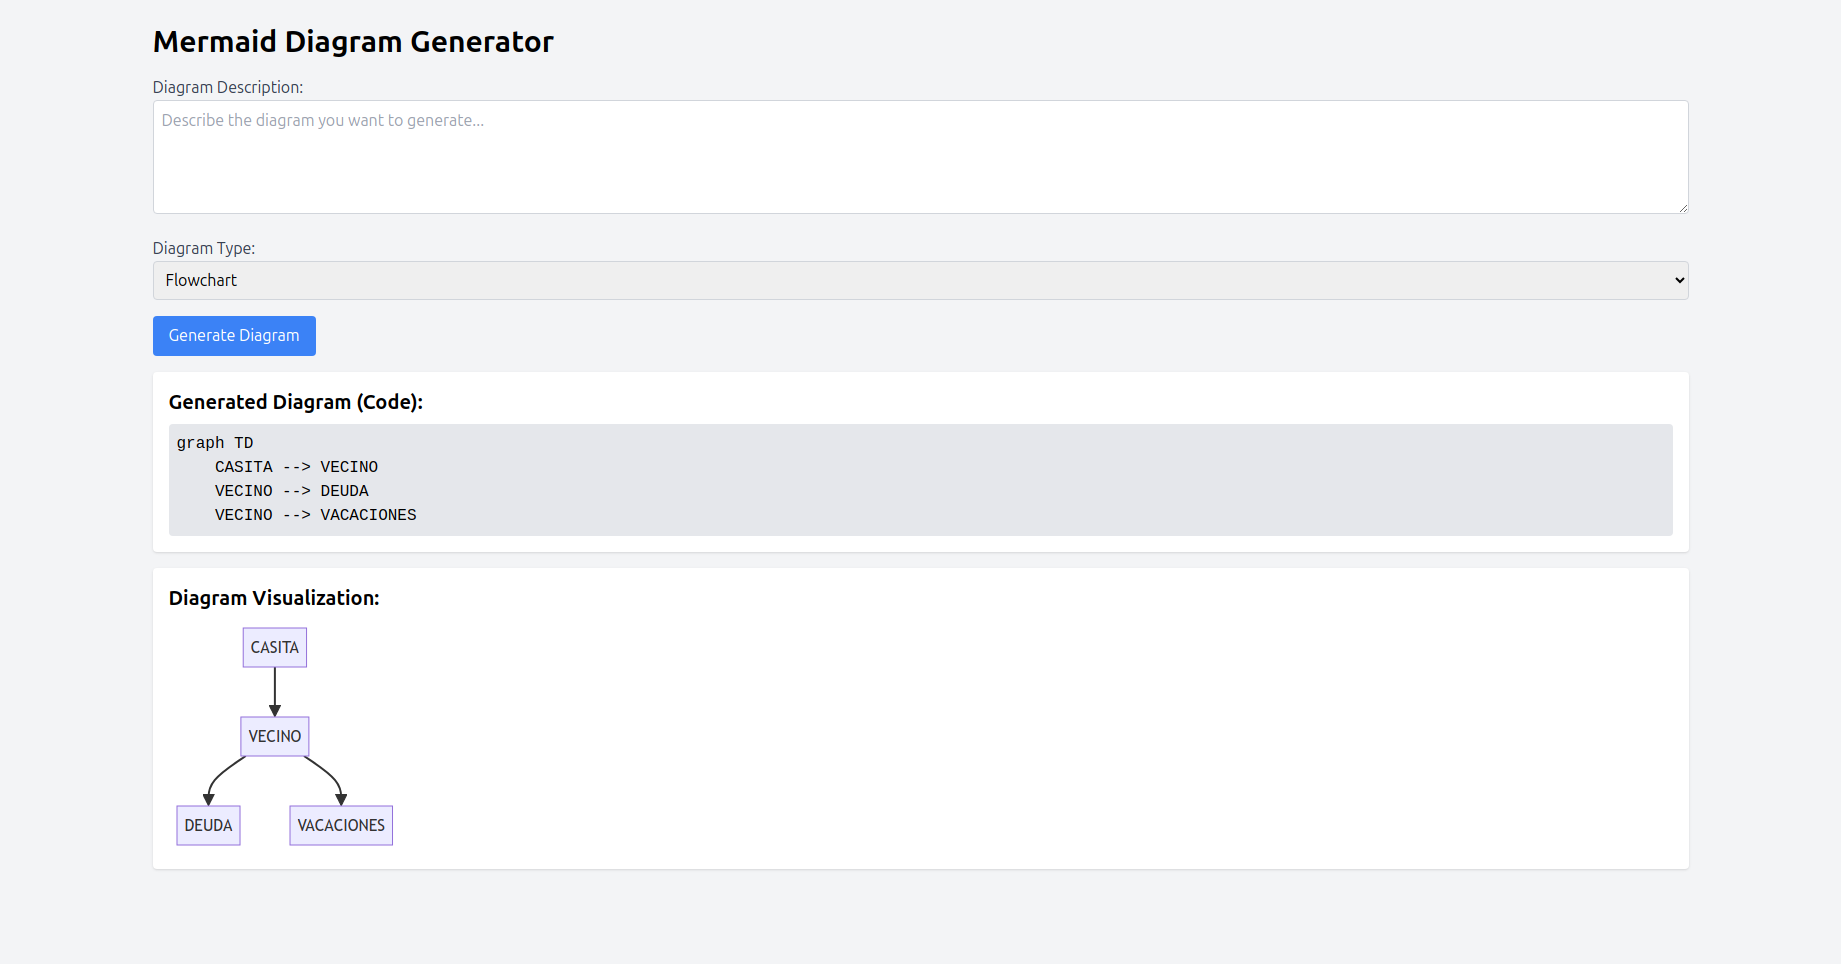 Mermaid Diagram Generator
Diagram Description:
Describe the diagram you want to generate...
Diagram Type:
Flowchart
Generate Diagram
Generated Diagram (Code):
graph TD
    CASITA --> VECINO
    VECINO --> DEUDA
    VECINO --> VACACIONES
Diagram Visualization:
CASITA
VECINO
DEUDA
VACACIONES